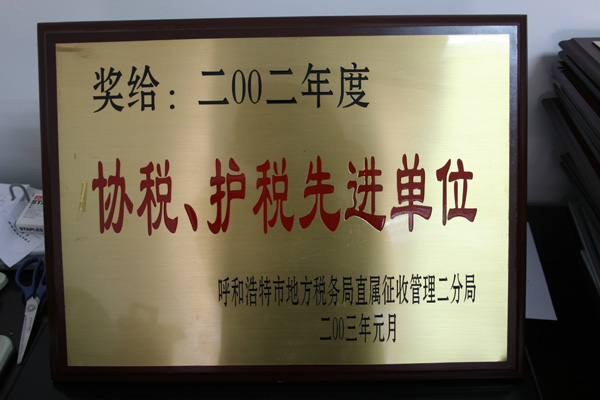 奖给：二00二年度
协税、护税先进单位
呼和浩特市地方税务局直属征收管理二分局
二00三年元月
STAPLES